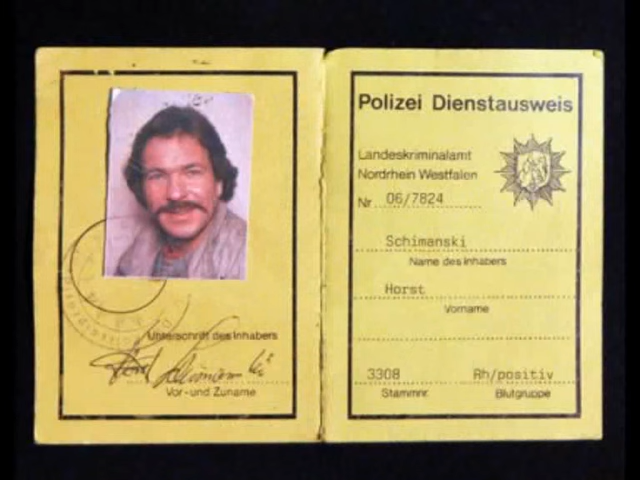 Unterschrift des Inhabers
Vor- und Zuname
Polizei Dienstausweis
Landeskriminalamt
Nordrhein Westfalen
Nr. 06/7824
Schimanski
Name des Inhabers
Horst
Vorname
3308 Rh/positiv
Stammnr. Blutgruppe